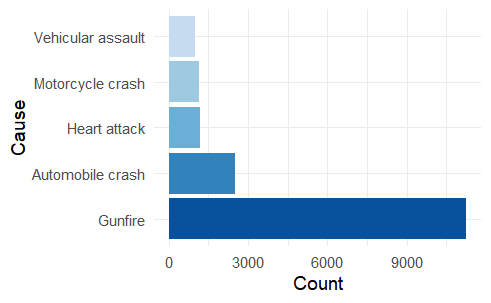 Vehicular assault
Motorcycle crash
Heart attack
Automobile crash
Gunfire
Cause
0 3000 6000 9000
Count